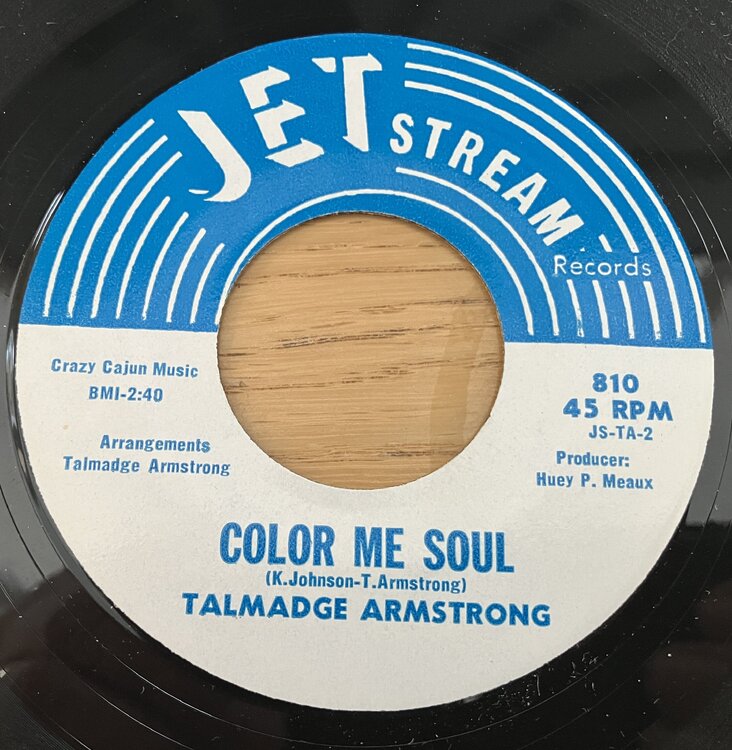 JET STREAM
Records
Crazy Cajun Music
BMI-2:40
Arrangements
Talmadge Armstrong
810
45 RPM
JS-TA-2
Producer:
Huey P. Meaux
COLOR ME SOUL
(K.Johnson-T.Armstrong)
TALMADGE ARMSTRONG